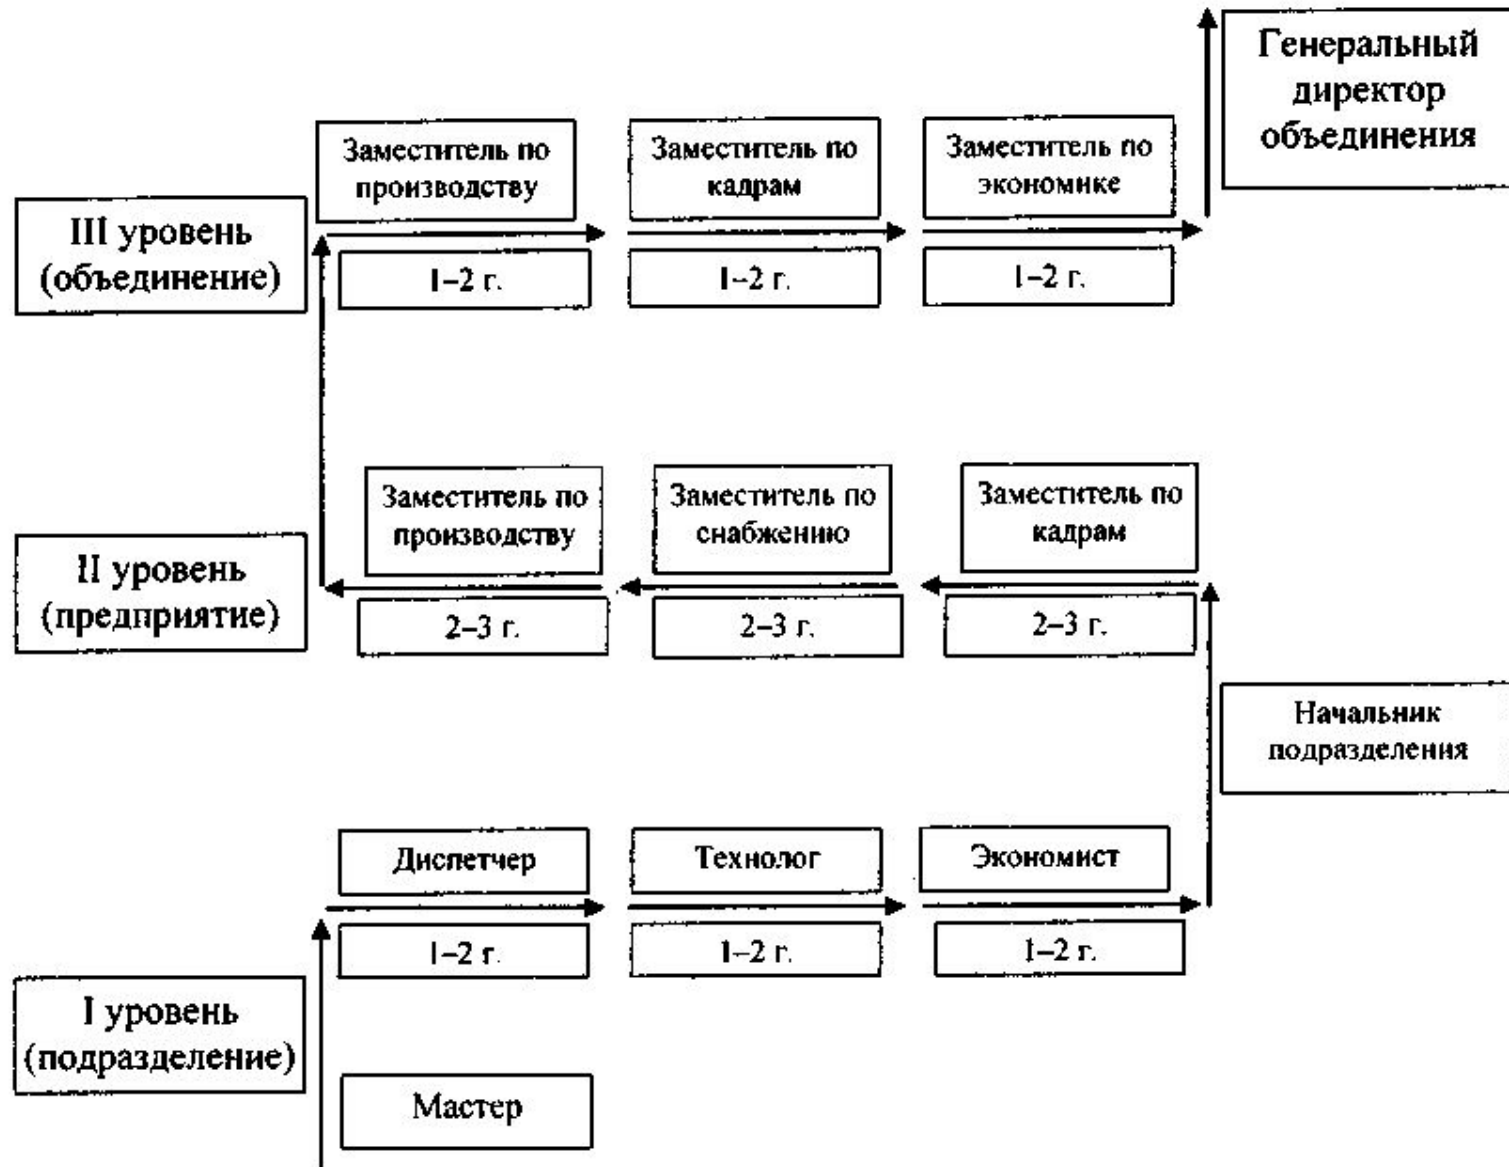 Генеральный
директор
объединения
Заместитель по
производству
Заместитель по
кадрам
Заместитель по
экономике
III уровень
(объединение)
1–2 г.
1–2 г.
1–2 г.
Заместитель по
производству
Заместитель по
снабжению
Заместитель по
кадрам
II уровень
(предприятие)
2–3 г.
2–3 г.
2–3 г.
Начальник
подразделения
Диспетчер
Технолог
Экономист
1–2 г.
1–2 г.
1–2 г.
I уровень
(подразделение)
Мастер